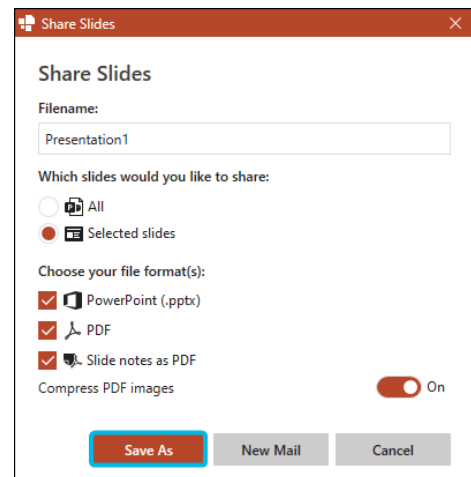 Share Slides
Share Slides
Filename:
Presentation1
Which slides would you like to share:
All
Selected slides
Choose your file format(s):
PowerPoint (.pptx)
PDF
Slide notes as PDF
Compress PDF images On
Save As New Mail Cancel